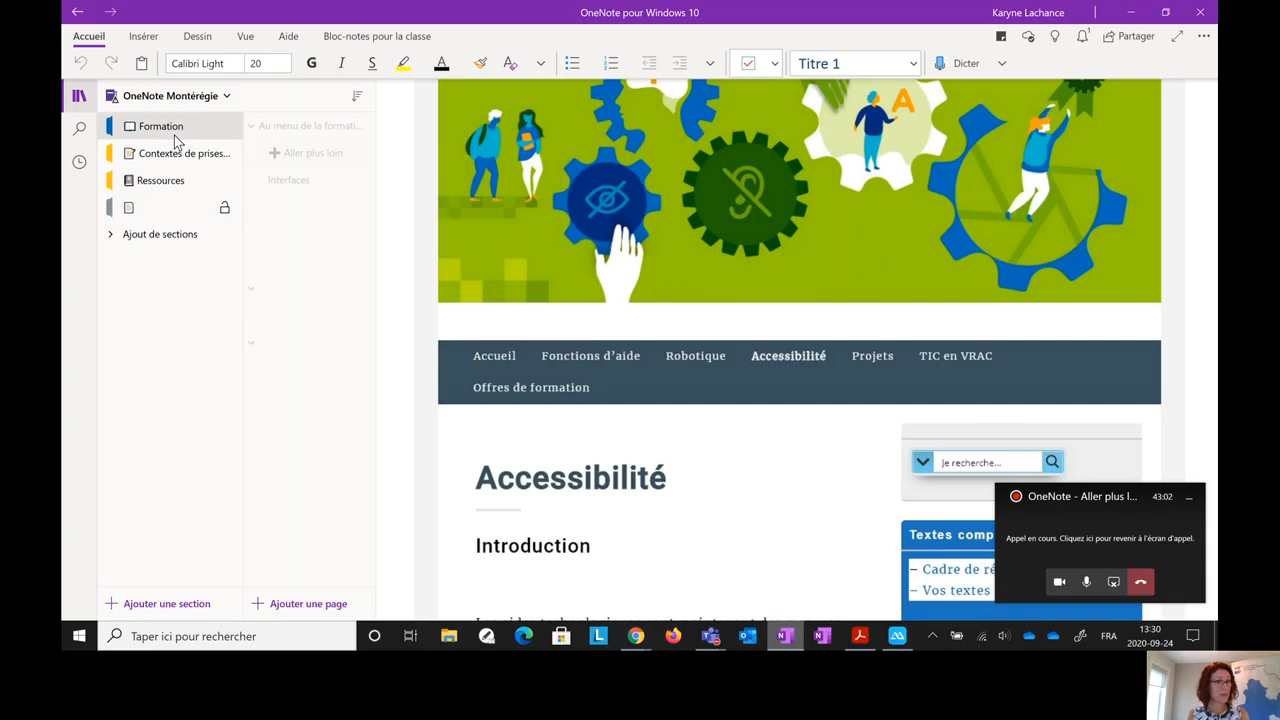 OneNote pour Windows 10
Karyne Lachance
Accueil Insérer Dessin Vue Aide Bloc-notes pour la classe
Partager
Calibri Light 20 G I S A Titre 1 Dicter
OneNote Montérégie
Formation
Contextes de prises...
Ressources
Ajout de sections
Au menu de la formati...
Aller plus loin
Interfaces
A
Accueil Fonctions d'aide Robotique Accessibilité Projets TIC en VRAC
Offres de formation
Accessibilité
Introduction
Je recherche...
Textes comp
– Cadre de ré
– Vos textes
OneNote - Aller plus l... 43:02
Appel en cours. Cliquez ici pour revenir à l'écran d'appel.
Ajouter une section
Ajouter une page
Taper ici pour rechercher
FRA
13:30
2020-09-24